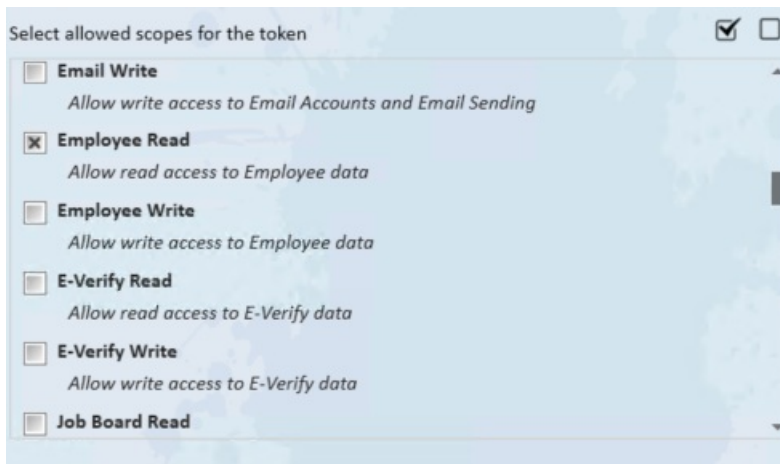 Select allowed scopes for the token
Email Write
Allow write access to Email Accounts and Email Sending
Employee Read
Allow read access to Employee data
Employee Write
Allow write access to Employee data
E-Verify Read
Allow read access to E-Verify data
E-Verify Write
Allow write access to E-Verify data
Job Board Read